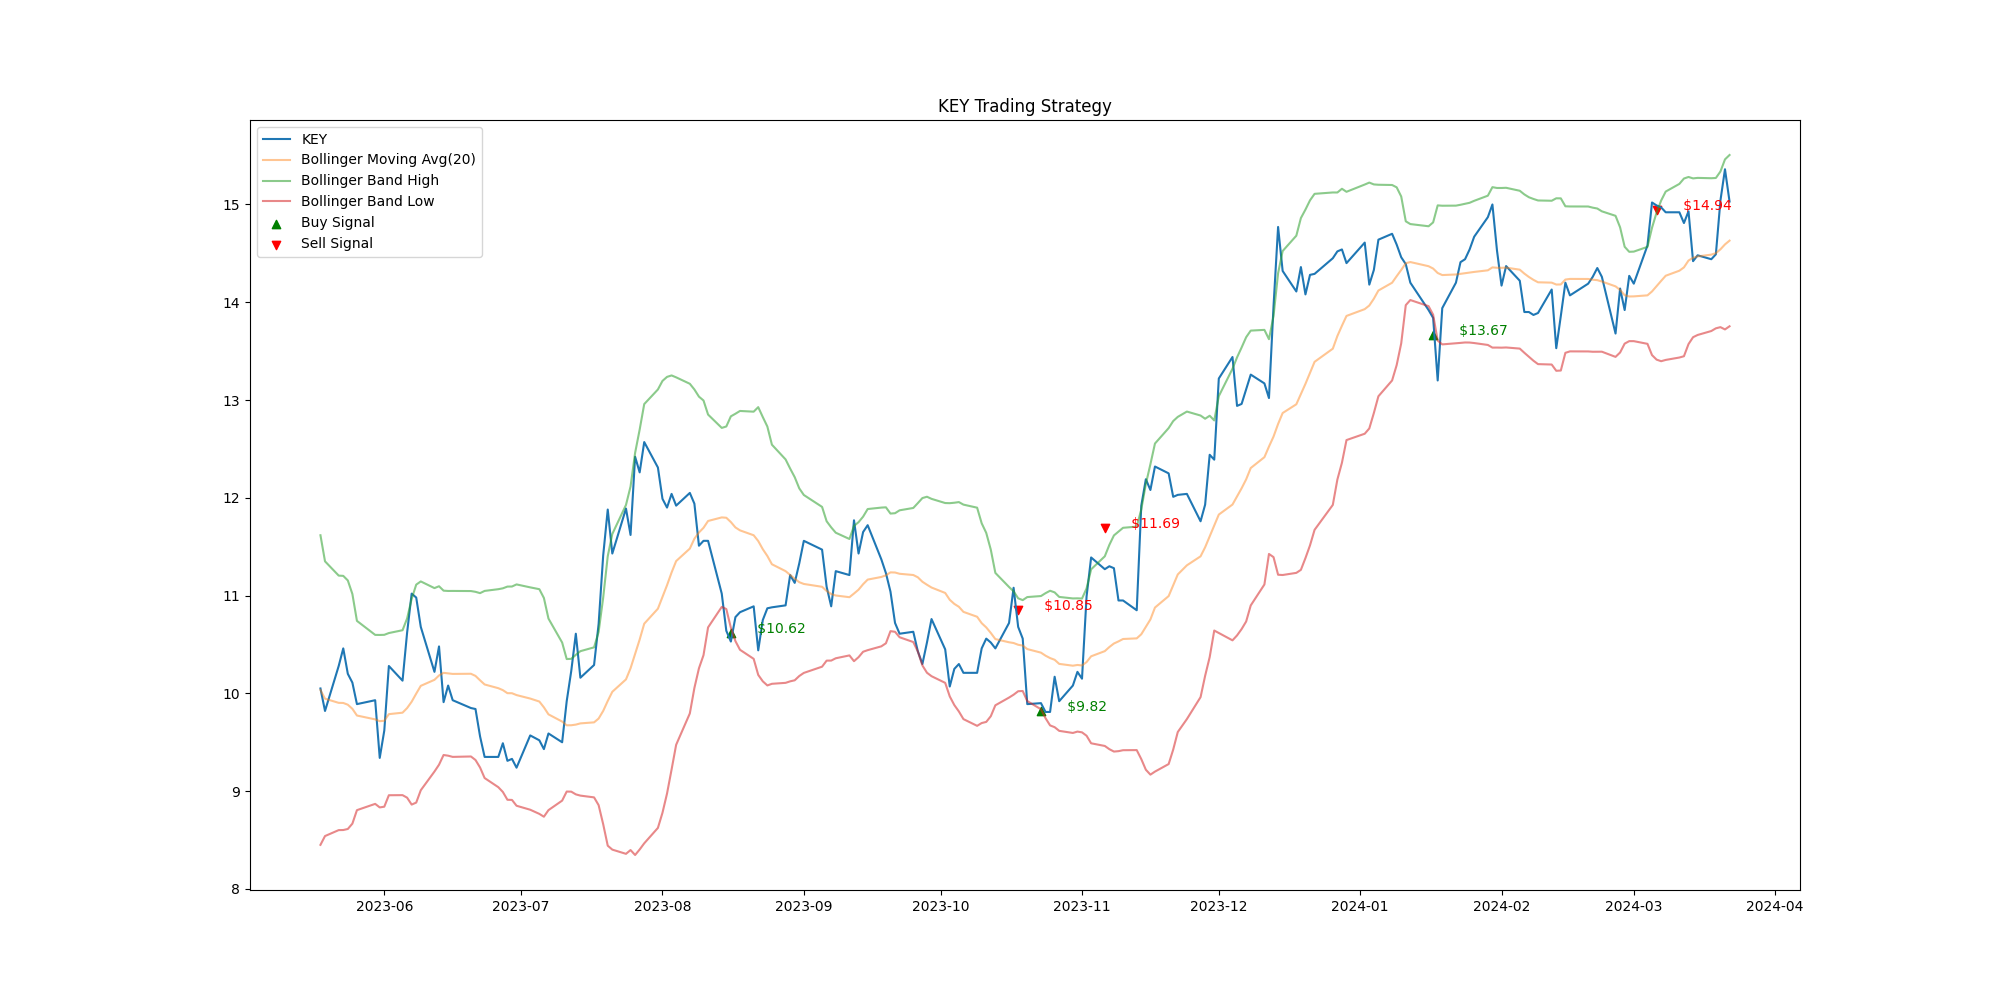 KEY Trading Strategy
KEY
Bollinger Moving Avg(20)
Bollinger Band High
Bollinger Band Low
Buy Signal
Sell Signal
15
14
13
12
11
10
9
8
$14.94
$13.67
$11.69
$10.85
$10.62
$9.82
2023-06 2023-07 2023-08 2023-09 2023-10 2023-11 2023-12 2024-01 2024-02 2024-03 2024-04